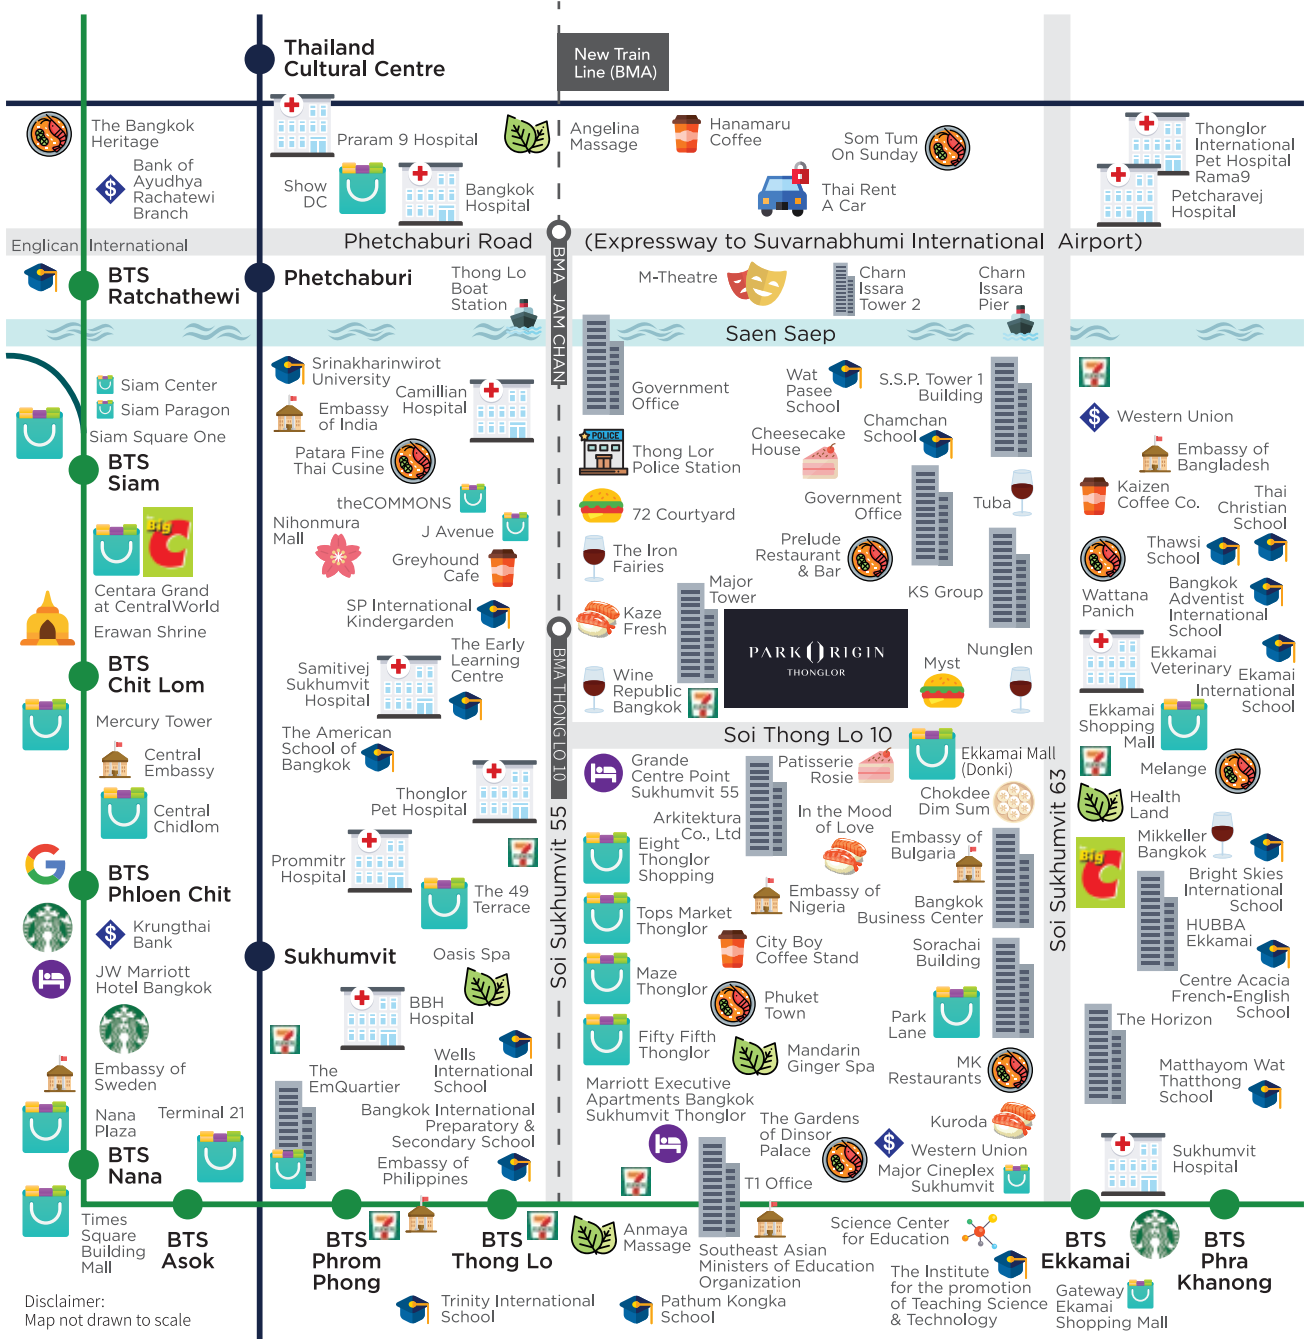 Thailand
Cultural Centre
New Train
Line (BMA)
The Bangkok
Heritage
Bank of
Ayudhya
Rachatewi
Branch
Praram 9 Hospital
Show
DC
Bangkok
Hospital
Angelina
Massage
Hanamaru
Coffee
Som Tum
On Sunday
Thai Rent
A Car
Thonglor
International
Pet Hospital
Rama9
Petcharavej
Hospital
Phetchaburi Road
(Expressway to Suvarnabhumi International Airport)
Englican International
BTS
Ratchathewi
Phetchaburi
Thong Lo
Boat
Station
BMA JAM CHAN
M-Theatre
Charn
Issara
Tower 2
Charn
Issara
Pier
Saen Saep
Siam Center
Siam Paragon
Siam Square One
BTS
Siam
Big C
Centara Grand
at CentralWorld
Erawan Shrine
BTS
Chit Lom
Mercury Tower
Central
Embassy
Central
Chidlom
BTS
Phloen Chit
Krungthai
Bank
JW Marriott
Hotel Bangkok
Embassy of
Sweden
Nana
Plaza
Terminal 21
BTS
Nana
Times
Square
Building
Mall
BTS
Asok
Srinakharinwirot
University
Embassy
of India
Camillian
Hospital
Patara Fine
Thai Cusine
theCOMMONS
Nihonmura
Mall
J Avenue
Greyhound
Cafe
SP International
Kindergarden
The Early
Learning
Centre
Samitivej
Sukhumvit
Hospital
The American
School of
Bangkok
Thonglor
Pet Hospital
Prommitr
Hospital
7
The 49
Terrace
Sukhumvit
Oasis Spa
BBH
Hospital
7
Wells
International
School
The
EmQuartier
Bangkok International
Preparatory &
Secondary School
Embassy of
Philippines
BTS
Phrom
Phong
7
BTS
Thong Lo
7
Trinity International
School
BMA THONG LO 10
Soi Sukhumvit 55
Government
Office
Wat
Pasee
School
S.S.P. Tower 1
Building
Chamchan
School
POLICE
Thong Lor
Police Station
Cheesecake
House
72 Courtyard
Government
Office
Tuba
The Iron
Fairies
Prelude
Restaurant
& Bar
Major
Tower
KS Group
Kaze
Fresh
PARK ORIGIN
THONGLOR
Wine
Republic
Bangkok
7
Myst
Nunglen
Soi Thong Lo 10
Grande
Centre Point
Sukhumvit 55
Patisserie
Rosie
Ekkamai Mall
(Donki)
Arkitektura
Co., Ltd
In the Mood
of Love
Chokdee
Dim Sum
Eight
Thonglor
Shopping
Embassy of
Bulgaria
Embassy of
Nigeria
Bangkok
Business Center
Tops Market
Thonglor
City Boy
Coffee Stand
Sorachai
Building
Maze
Thonglor
Phuket
Town
Park
Lane
Fifty Fifth
Thonglor
Mandarin
Ginger Spa
MK
Restaurants
Marriott Executive
Apartments Bangkok
Sukhumvit Thonglor
The Gardens
of Dinsor
Palace
Kuroda
Western Union
Major Cineplex
Sukhumvit
7
T1 Office
Anmaya
Massage
Southeast Asian
Ministers of Education
Organization
Science Center
for Education
The Institute
for the promotion
of Teaching Science
& Technology
Pathum Kongka
School
Soi Sukhumvit 63
7
Western Union
Embassy of
Bangladesh
Kaizen
Coffee Co.
Thai
Christian
School
Thawsi
School
Wattana
Panich
Bangkok
Adventist
International
School
Ekkamai
Veterinary
Ekamai
International
School
Ekkamai
Shopping
Mall
7
Melange
Health
Land
Mikkeller
Bangkok
Big C
Bright Skies
International
School
HUBBA
Ekkamai
Centre Acacia
French-English
School
The Horizon
Matthayom Wat
Thatthong
School
Sukhumvit
Hospital
BTS
Ekkamai
BTS
Phra
Khanong
Gateway
Ekamai
Shopping Mall
Disclaimer:
Map not drawn to scale